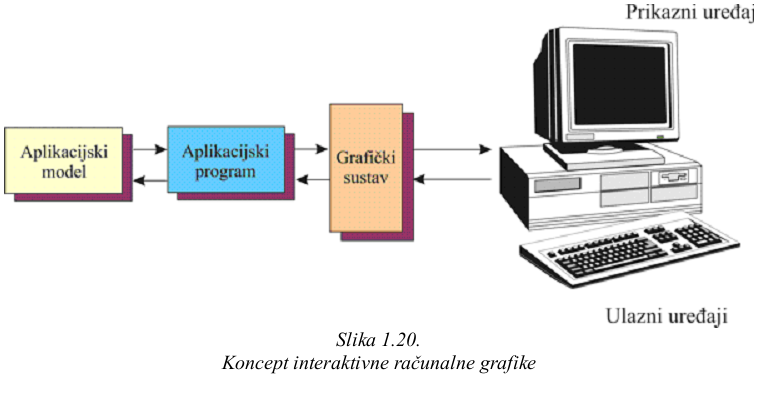 Prikazni uređaj
Aplikacijski
model
Aplikacijski
program
Grafički
sustav
Ulazni uređaji
Slika 1.20.
Koncept interaktivne računalne grafike